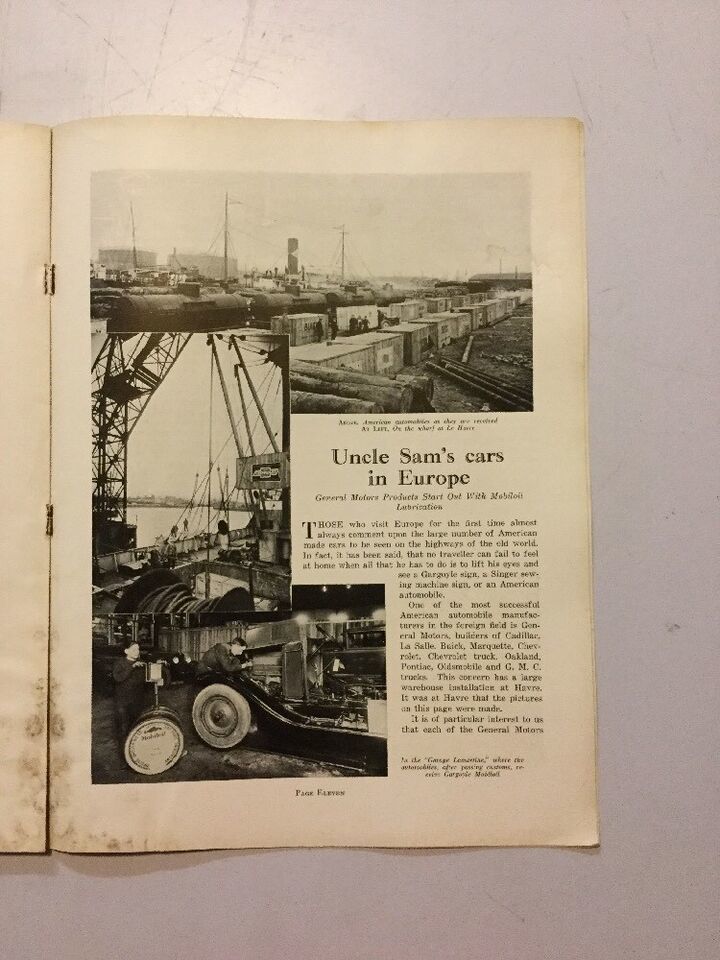 Above, American automobiles as they are received
At Left, On the wharf at Le Havre
Uncle Sam's cars
in Europe
General Motors Products Start Out With Mobiloil
Lubrication
THOSE who visit Europe for the first time almost
always comment upon the large number of American
made cars to be seen on the highways of the old world.
In fact, it has been said, that no traveller can fail to feel
at home when all that he has to do is to lift his eyes and
see a Gargoyle sign, a Singer sew-
ing machine sign, or an American
automobile.
One of the most successful
American automobile manufac-
turers in the foreign field is Gen-
eral Motors, builders of Cadillac,
La Salle, Buick, Marquette, Chev-
rolet, Chevrolet truck, Oakland,
Pontiac, Oldsmobile and G. M. C.
trucks. This concern has a large
warehouse installation at Havre.
It was at Havre that the pictures
on this page were made.
It is of particular interest to us
that each of the General Motors
In the "Garage Lamartine," where the
automobiles, after passing customs, re-
ceive Gargoyle Mobiloil
Mobiloil
Page Eleven